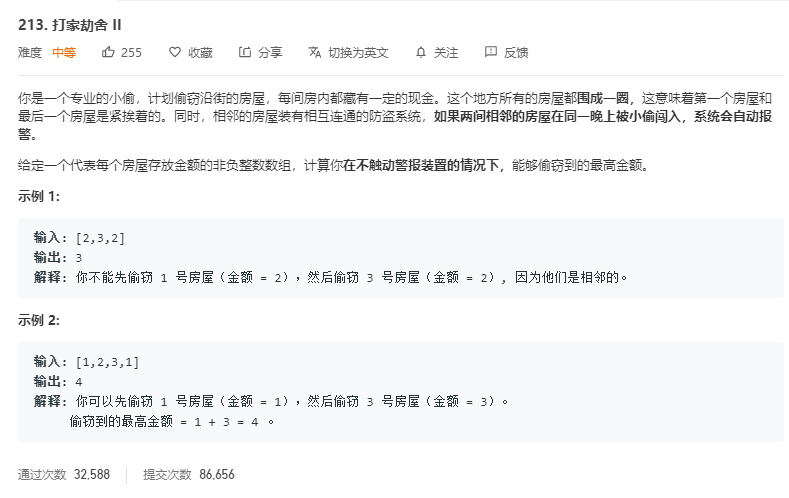 213. 打家劫舍 II
难度 中等 255 收藏 分享 切换为英文 关注 反馈
你是一个专业的小偷，计划偷窃沿街的房屋，每间房内都藏有一定的现金。这个地方所有的房屋都围成一圈，这意味着第一个房屋和
最后一个房屋是紧挨着的。同时，相邻的房屋装有相互连通的防盗系统，如果两间相邻的房屋在同一晚上被小偷闯入，系统会自动报
警。
给定一个代表每个房屋存放金额的非负整数数组，计算你在不触动警报装置的情况下，能够偷窃到的最高金额。
示例 1:
输入: [2,3,2]
输出: 3
解释: 你不能先偷窃 1 号房屋（金额 = 2），然后偷窃 3 号房屋（金额 = 2）, 因为他们是相邻的。
示例 2:
输入: [1,2,3,1]
输出: 4
解释: 你可以先偷窃 1 号房屋（金额 = 1），然后偷窃 3 号房屋（金额 = 3）。
偷窃到的最高金额 = 1 + 3 = 4 。
通过次数 32,588 提交次数 86,656